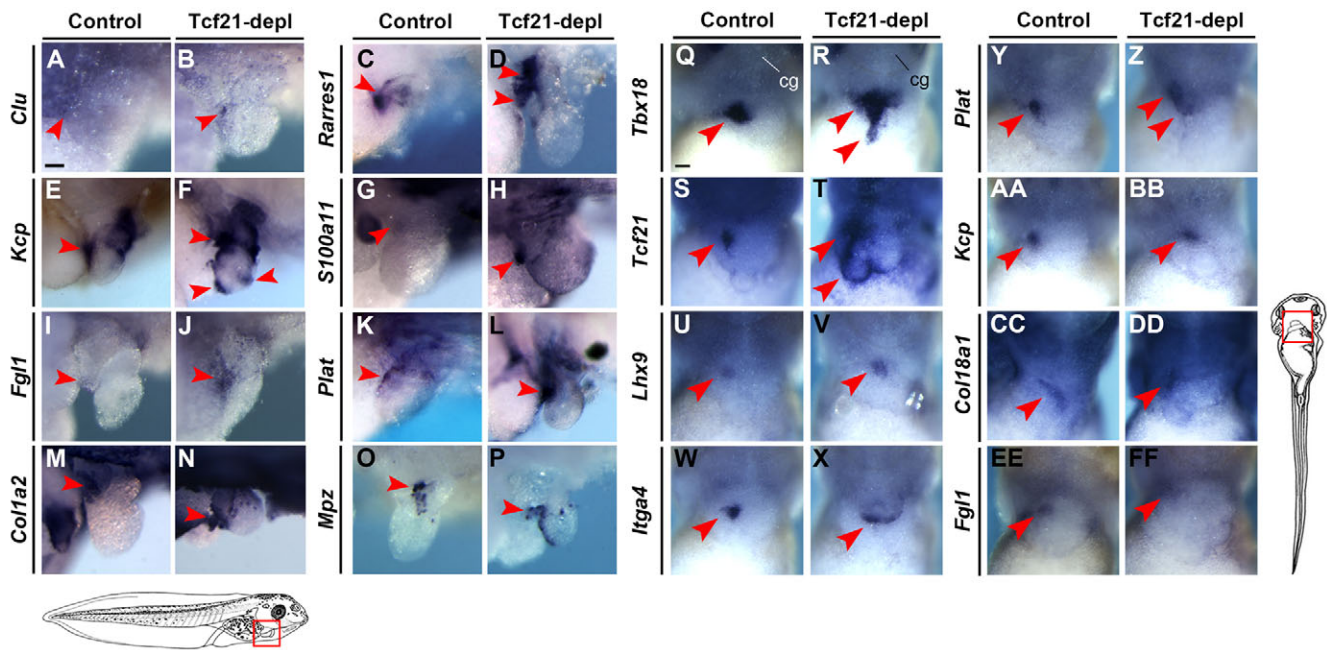 Control Tcf21-depl Control Tcf21-depl Control Tcf21-depl Control Tcf21-depl
Clu A B Rarres1 C D Tbx18 Q cg R cg Plat Y Z
Kcp E F S100a11 G H Tcf21 S T Kcp AA BB
Fgl1 I J Plat K L Lhx9 U V Col18a1 CC DD
Col1a2 M N Mpz O P Itga4 W X Fgl1 EE FF